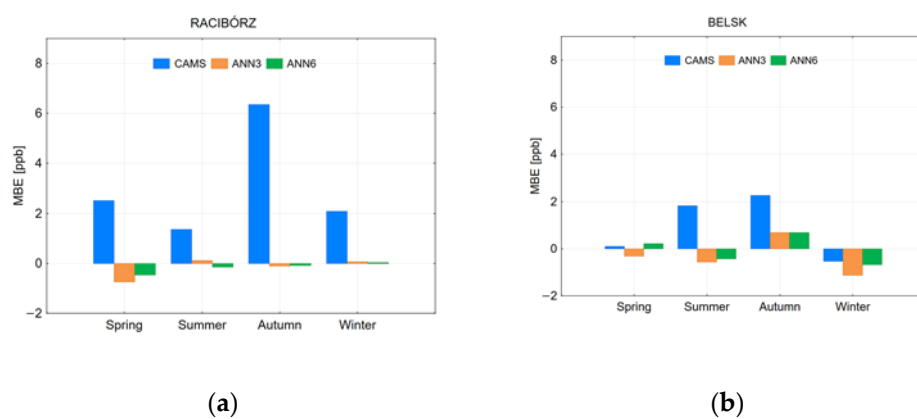 RACIBÓRZ
CAMS ANN3 ANN6
MBE [ppb]
8
6
4
2
0
−2
Spring Summer Autumn Winter
(a)
BELSK
CAMS ANN3 ANN6
MBE [ppb]
8
6
4
2
0
−2
Spring Summer Autumn Winter
(b)